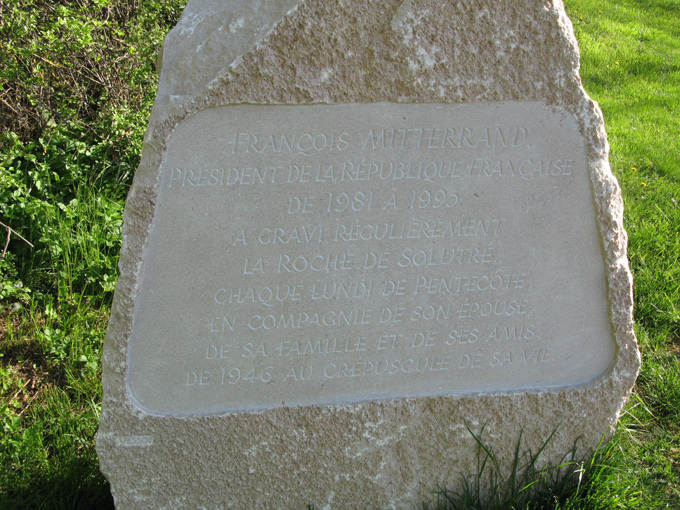 FRANÇOIS MITTERRAND,
PRÉSIDENT DE LA RÉPUBLIQUE FRANÇAISE
DE 1981 À 1995
A GRAVI RÉGULIÈREMENT
LA ROCHE DE SOLUTRÉ,
CHAQUE LUNDI DE PENTECÔTE,
EN COMPAGNIE DE SON ÉPOUSE,
DE SA FAMILLE ET DE SES AMIS,
DE 1946 AU CRÉPUSCULE DE SA VIE